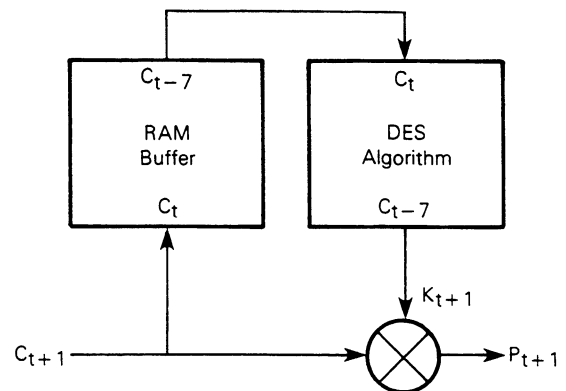 C_{t-7}
RAM
Buffer
C_t
C_t
DES
Algorithm
C_{t-7}
K_{t+1}
C_{t+1}
P_{t+1}